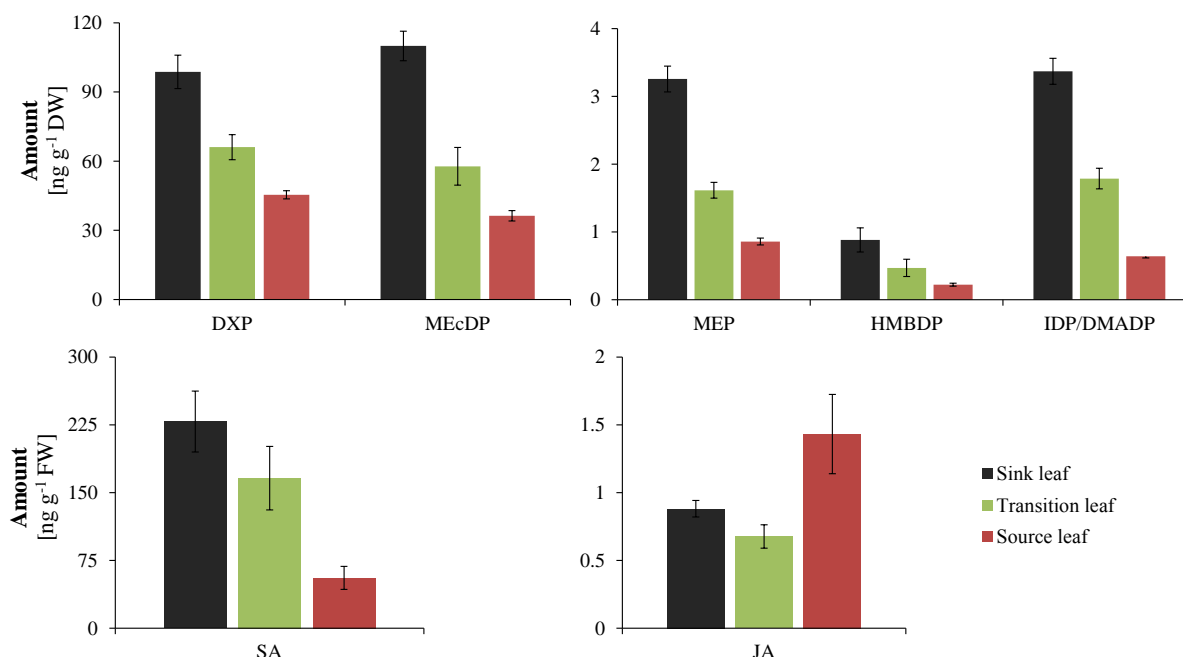 Amount
[ng g⁻¹ DW]
120
90
60
30
0
DXP
MEcDP
4
3
2
1
0
MEP
HMBDP
IDP/DMADP
Amount
[ng g⁻¹ FW]
300
225
150
75
0
SA
2
1.5
1
0.5
0
JA
Sink leaf
Transition leaf
Source leaf